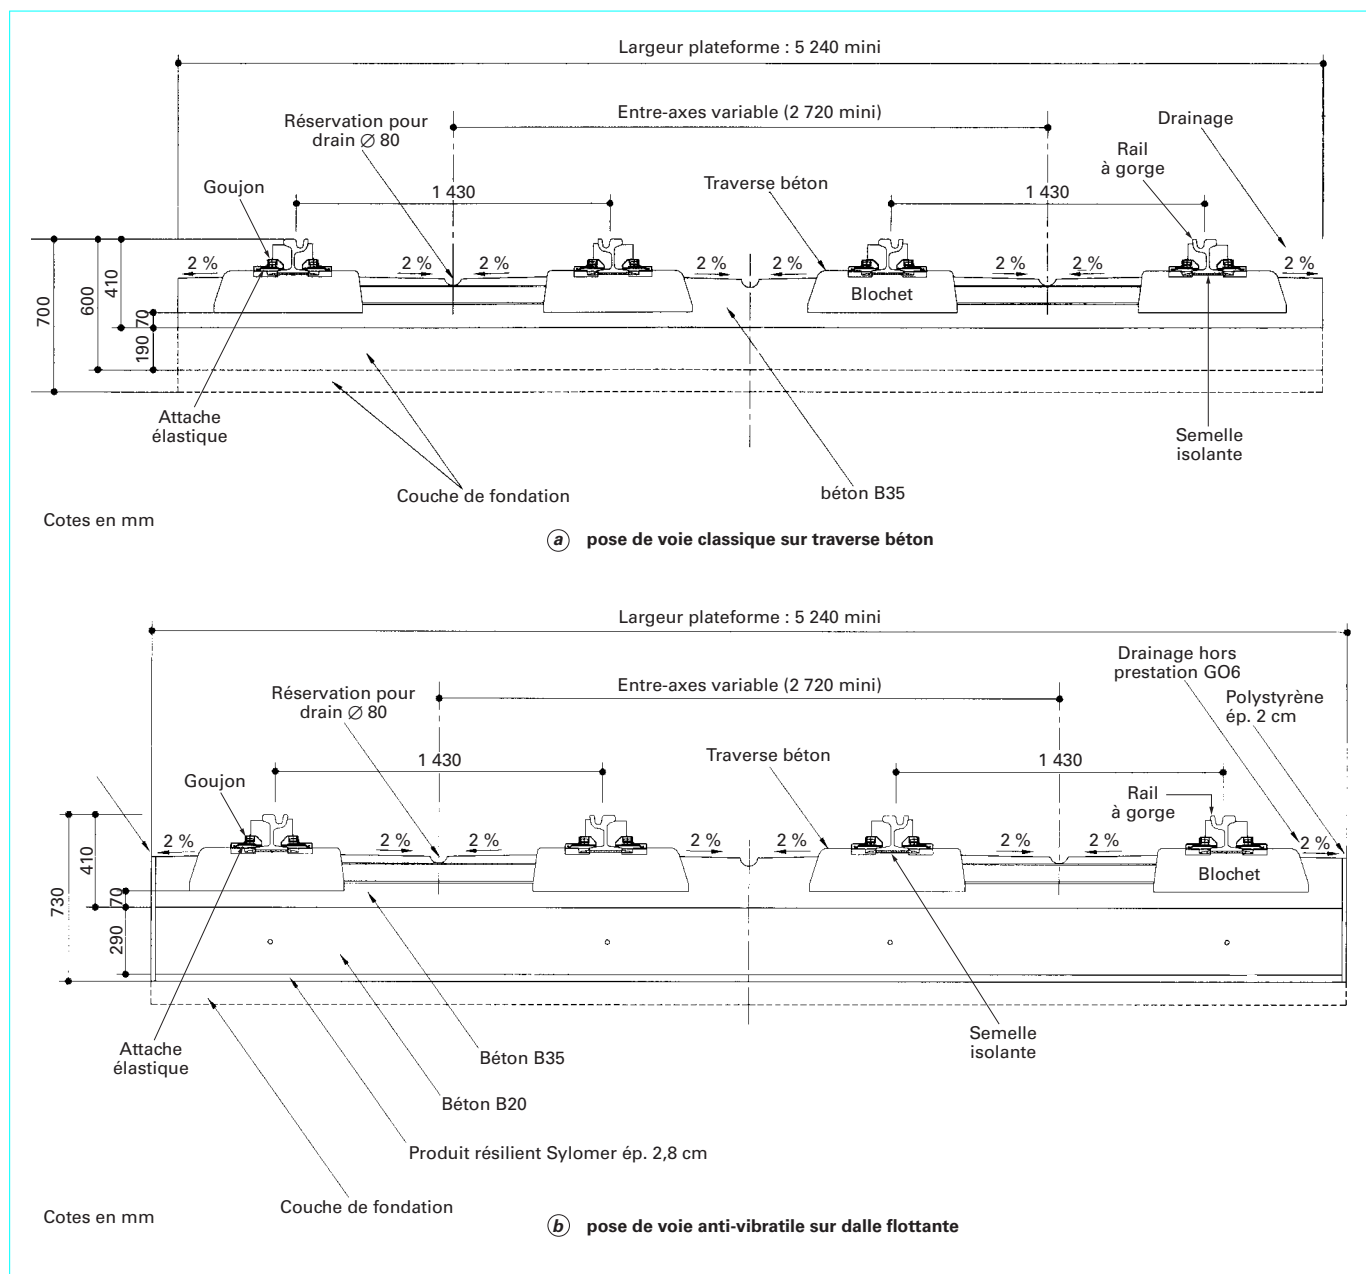 Largeur plateforme : 5 240 mini
Entre-axes variable (2 720 mini)
Réservation pour
drain ∅ 80
Drainage
Rail
à gorge
Goujon
1 430
Traverse béton
1 430
2 %
2 %
2 %
2 %
2 %
2 %
2 %
2 %
Blochet
700
600
410
70
190
Attache
élastique
Semelle
isolante
Couche de fondation
béton B35
Cotes en mm
a pose de voie classique sur traverse béton
Largeur plateforme : 5 240 mini
Drainage hors
prestation GO6
Entre-axes variable (2 720 mini)
Réservation pour
drain ∅ 80
Polystyrène
ép. 2 cm
Traverse béton
1 430
1 430
Goujon
Rail
à gorge
2 %
2 %
2 %
2 %
2 %
2 %
2 %
2 %
Blochet
730
410
70
290
Attache
élastique
Semelle
isolante
Béton B35
Béton B20
Produit résilient Sylomer ép. 2,8 cm
Couche de fondation
Cotes en mm
b pose de voie anti-vibratile sur dalle flottante